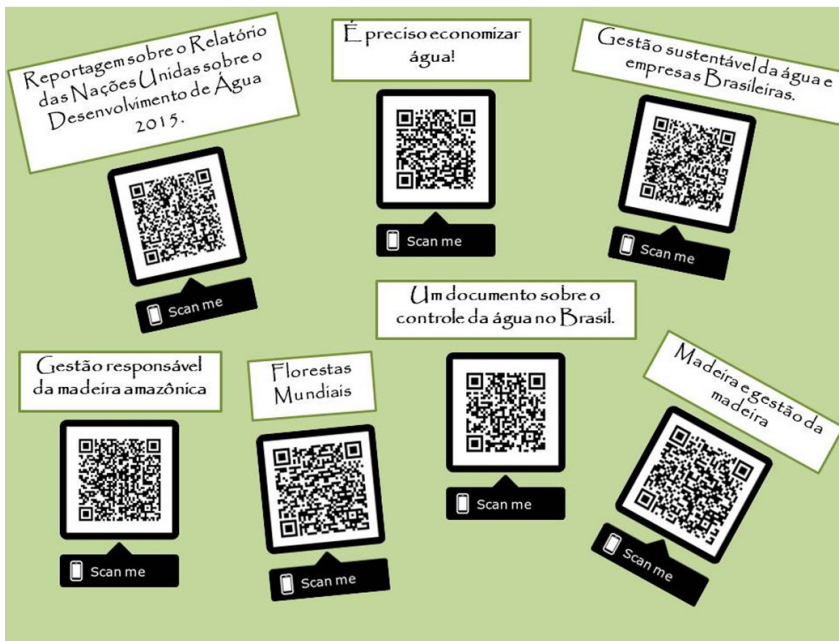 Reportagem sobre o Relatório
das Nações Unidas sobre o
Desenvolvimento de Água
2015.
Scan me
É preciso economizar
água!
Scan me
Gestão sustentável da água e
empresas Brasileiras.
Scan me
Gestão responsável
da madeira amazônica
Scan me
Florestas
Mundiais
Scan me
Um documento sobre o
controle da água no Brasil.
Scan me
Madeira e gestão da
madeira
Scan me